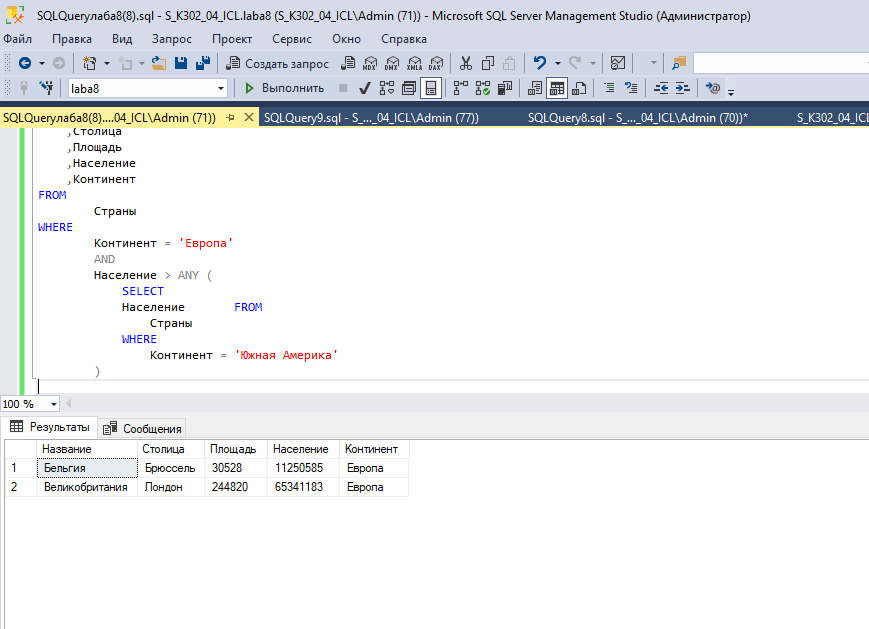 SQLQueryлаба8(8).sql - S_K302_04_ICL.laba8 (S_K302_04_ICL\Admin (71)) - Microsoft SQL Server Management Studio (Администратор)
Файл Правка Вид Запрос Проект Сервис Окно Справка
Создать запрос MDX DMX XMLA DAX
laba8 Выполнить
SQLQueryлаба8(8)....04_ICL\Admin (71)) SQLQuery9.sql - S_..._04_ICL\Admin (77)) SQLQuery8.sql - S_..._04_ICL\Admin (70))* S_K302_04_ICL
,Столица
,Площадь
,Население
,Континент
FROM
Страны
WHERE
Континент = 'Европа'
AND
Население > ANY (
SELECT
Население FROM
Страны
WHERE
Континент = 'Южная Америка'
)
100 %
Результаты Сообщения
Название Столица Площадь Население Континент
1 Бельгия Брюссель 30528 11250585 Европа
2 Великобритания Лондон 244820 65341183 Европа